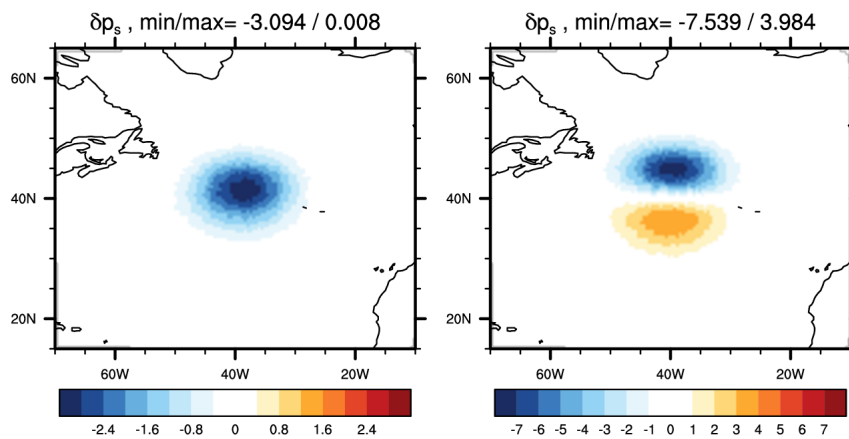 δpₛ , min/max= -3.094 / 0.008
60N
40N
20N
60W 40W 20W
-2.4 -1.6 -0.8 0 0.8 1.6 2.4
δpₛ , min/max= -7.539 / 3.984
60N
40N
20N
60W 40W 20W
-7 -6 -5 -4 -3 -2 -1 0 1 2 3 4 5 6 7